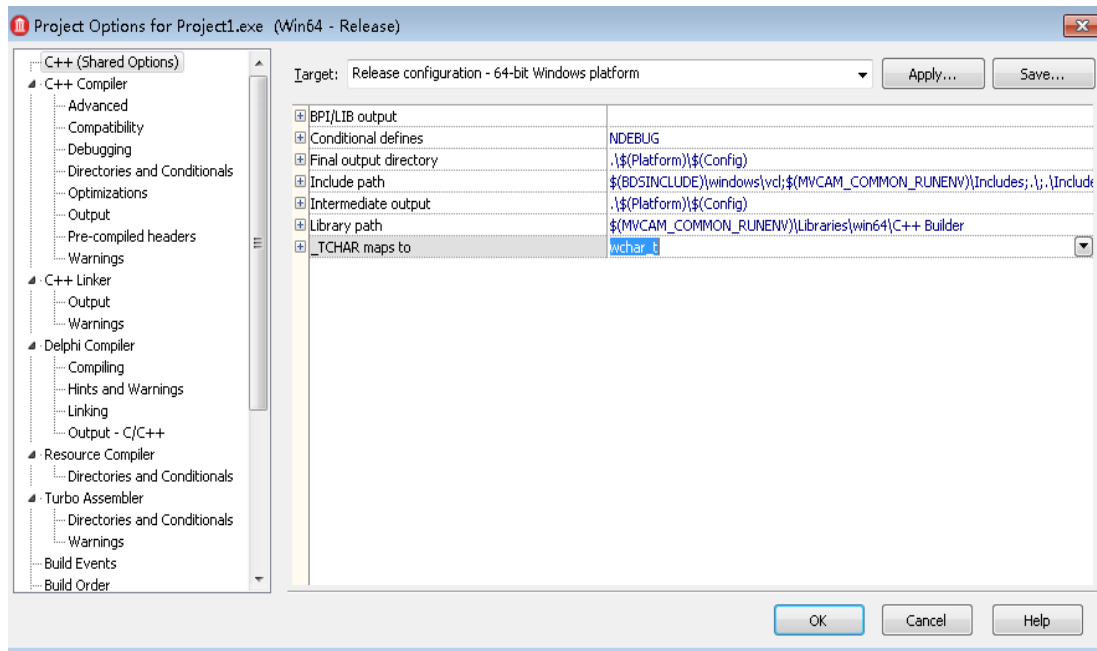 Project Options for Project1.exe (Win64 - Release)
C++ (Shared Options)
C++ Compiler
Advanced
Compatibility
Debugging
Directories and Conditionals
Optimizations
Output
Pre-compiled headers
Warnings
C++ Linker
Output
Warnings
Delphi Compiler
Compiling
Hints and Warnings
Linking
Output - C/C++
Resource Compiler
Directories and Conditionals
Turbo Assembler
Directories and Conditionals
Warnings
Build Events
Build Order
Target: Release configuration - 64-bit Windows platform Apply... Save...
BPI/LIB output
Conditional defines NDEBUG
Final output directory .\$(Platform)\$(Config)
Include path $(BDSINCLUDE)\windows\vcl;$(MVCAM_COMMON_RUNENV)\Includes;.\;.\Include
Intermediate output .\$(Platform)\$(Config)
Library path $(MVCAM_COMMON_RUNENV)\Libraries\win64\C++ Builder
_TCHAR maps to wchar_t
OK Cancel Help